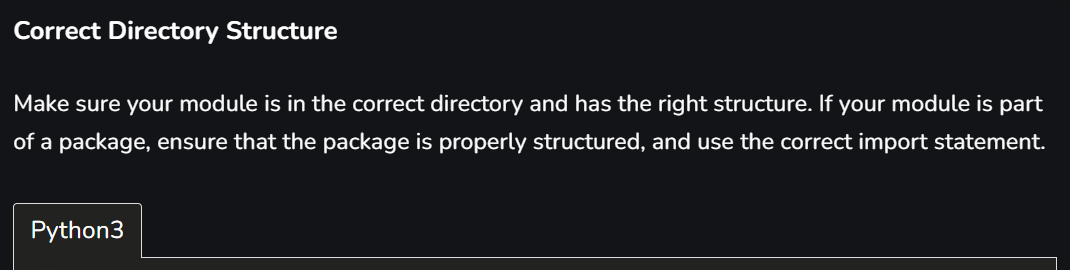 Correct Directory Structure
Make sure your module is in the correct directory and has the right structure. If your module is part
of a package, ensure that the package is properly structured, and use the correct import statement.
Python3